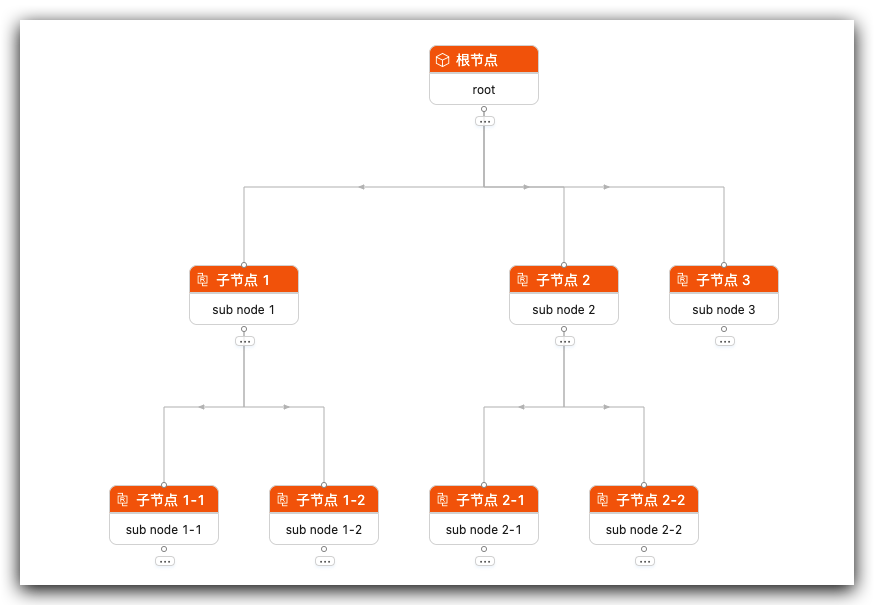 根节点
root
子节点 1
sub node 1
子节点 2
sub node 2
子节点 3
sub node 3
子节点 1-1
sub node 1-1
子节点 1-2
sub node 1-2
子节点 2-1
sub node 2-1
子节点 2-2
sub node 2-2